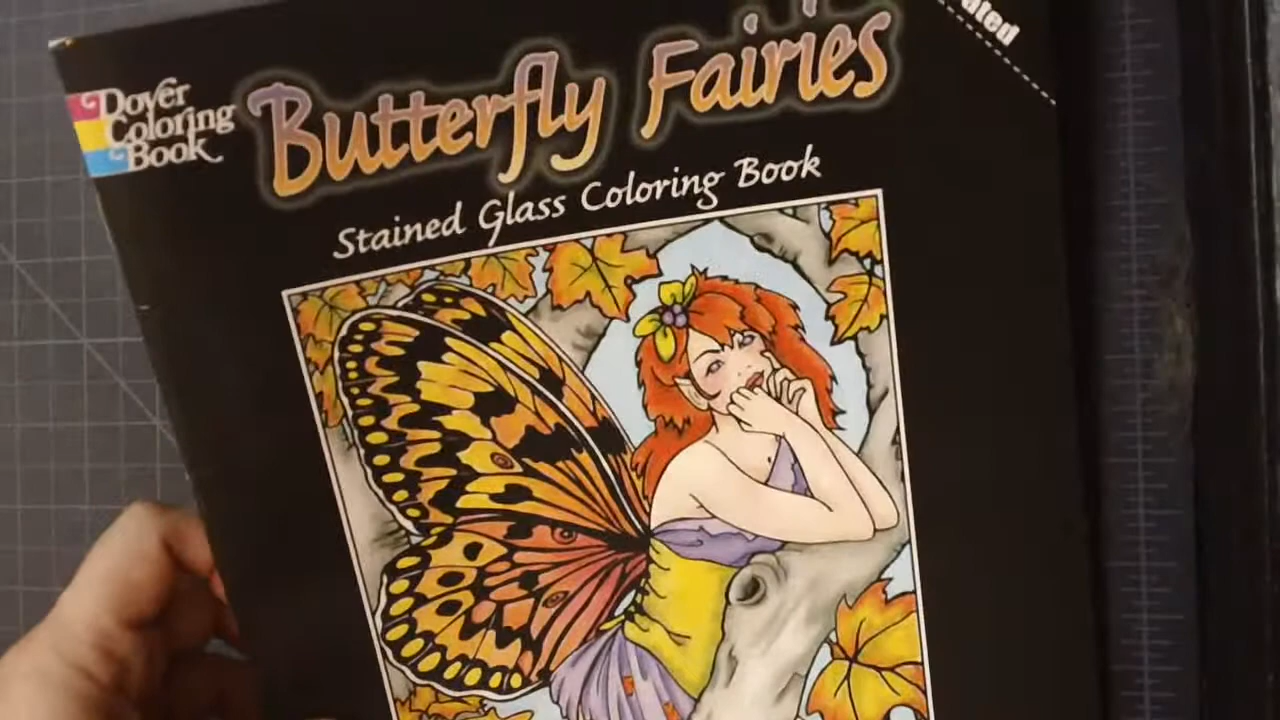 Dover
Coloring
Book
Butterfly Fairies
Stained Glass Coloring Book